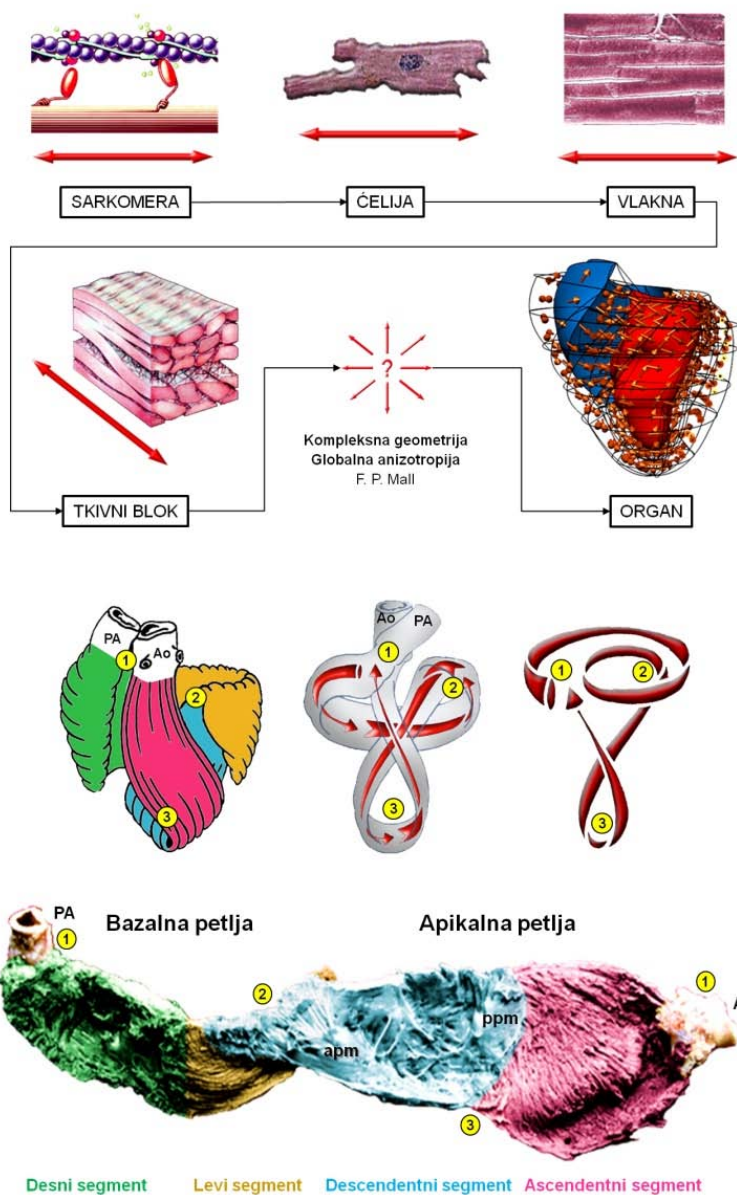 SARKOMERA
ĆELIJA
VLAKNA
?
Kompleksna geometrija
Globalna anizotropija
F. P. Mall
TKIVNI BLOK
ORGAN
PA
Ao
1
2
3
Ao
PA
1
2
3
1
2
3
PA
1
Bazalna petlja
Apikalna petlja
2
1
A
ppm
apm
3
Desni segment
Levi segment
Descendentni segment
Ascendentni segment